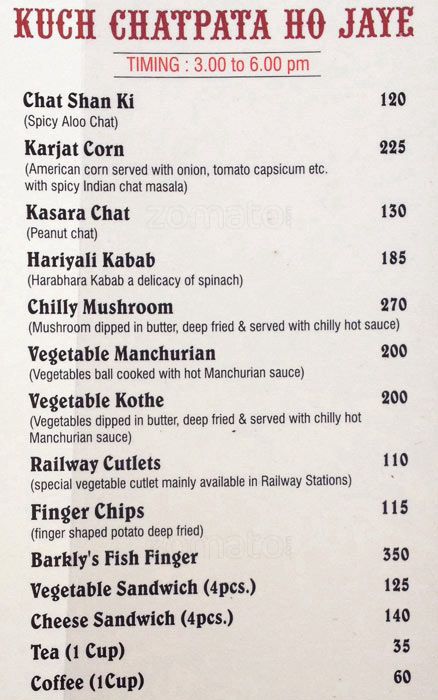 KUCH CHATPATA HO JAYE
TIMING : 3.00 to 6.00 pm
Chat Shan Ki 120
(Spicy Aloo Chat)
Karjat Corn 225
(American corn served with onion, tomato capsicum etc.
with spicy Indian chat masala)
Kasara Chat 130
(Peanut chat)
zomato
Hariyali Kabab 185
(Harabhara Kabab a delicacy of spinach)
Chilly Mushroom 270
(Mushroom dipped in butter, deep fried & served with chilly hot sauce)
Vegetable Manchurian 200
(Vegetables ball cooked with hot Manchurian sauce)
Vegetable Kothe 200
(Vegetables dipped in butter, deep fried & served with chilly hot
Manchurian sauce)
Railway Cutlets 110
(special vegetable cutlet mainly available in Railway Stations)
Finger Chips 115
(finger shaped potato deep fried)
zomato
Barkly's Fish Finger 350
Vegetable Sandwich (4pcs.) 125
Cheese Sandwich (4pcs.) 140
Tea (1 Cup) 35
Coffee (1Cup) 60